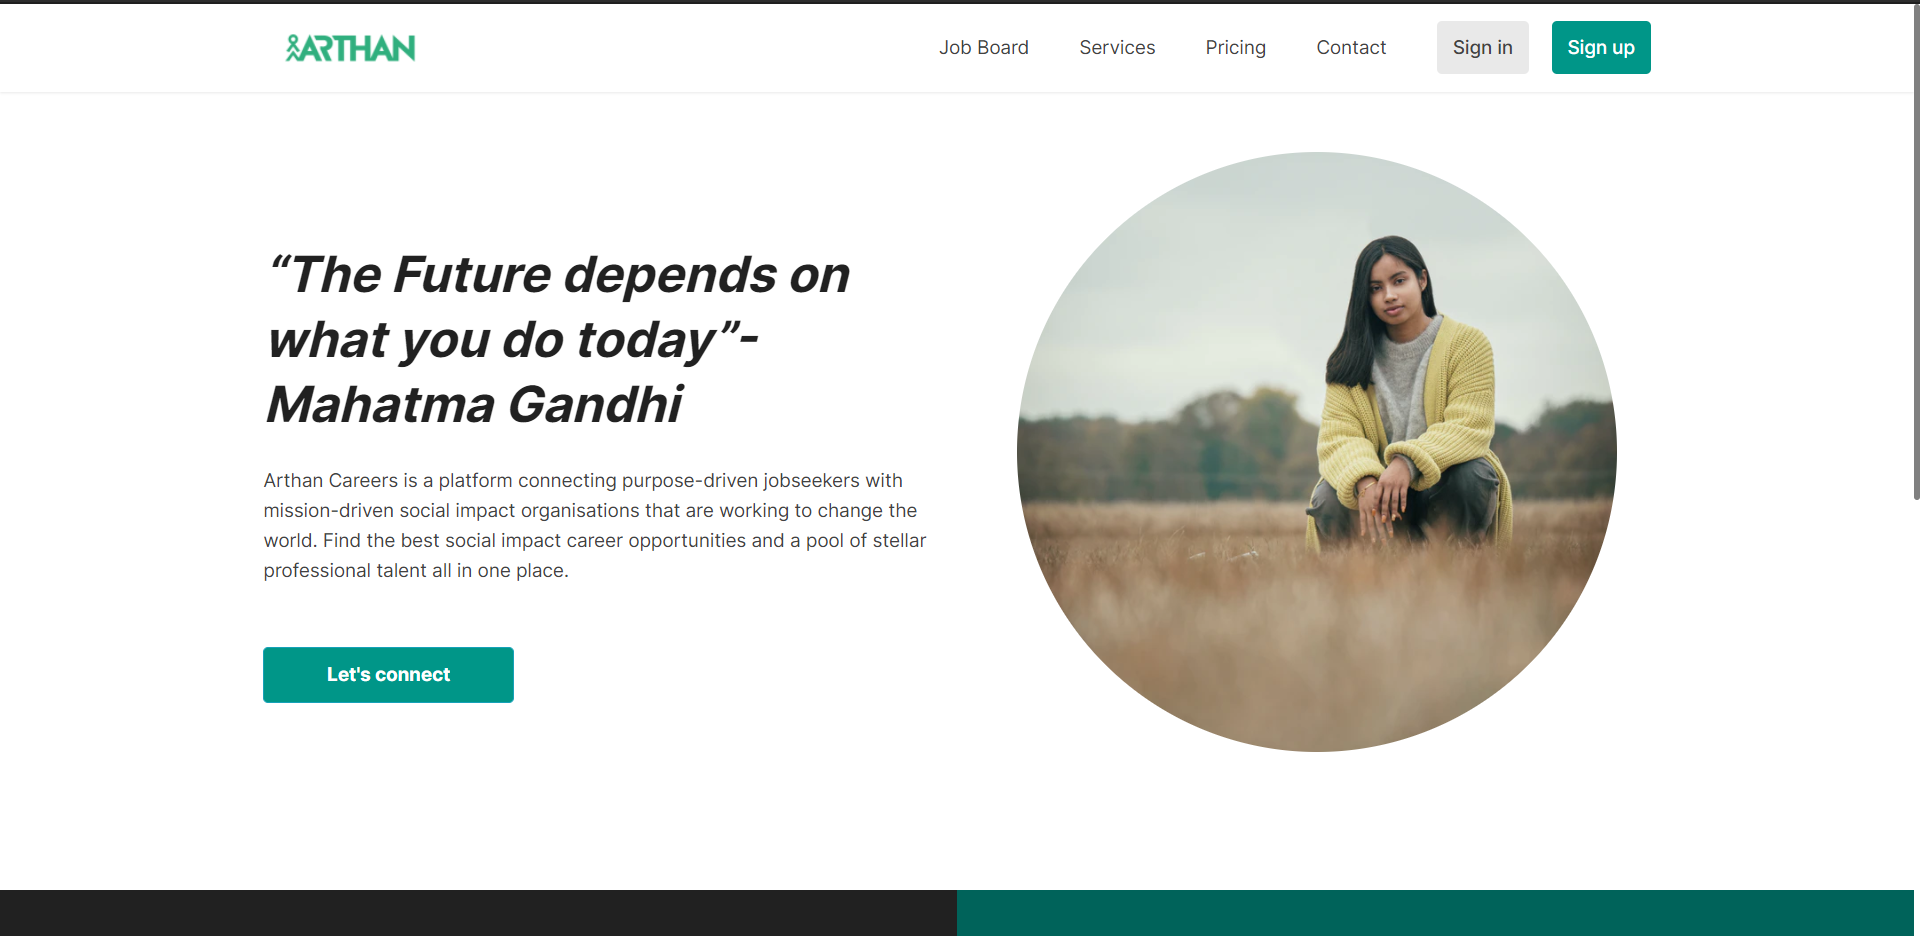 ARTHAN
Job Board
Services
Pricing
Contact
Sign in
Sign up
“The Future depends on
what you do today”-
Mahatma Gandhi
Arthan Careers is a platform connecting purpose-driven jobseekers with
mission-driven social impact organisations that are working to change the
world. Find the best social impact career opportunities and a pool of stellar
professional talent all in one place.
Let's connect